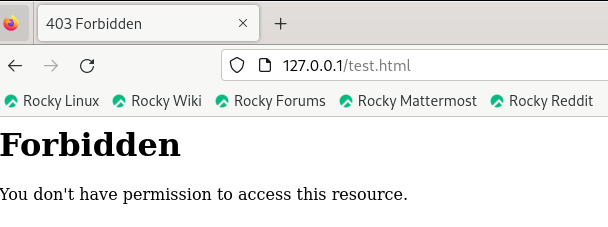 403 Forbidden
127.0.0.1/test.html
Rocky Linux Rocky Wiki Rocky Forums Rocky Mattermost Rocky Reddit
Forbidden
You don't have permission to access this resource.